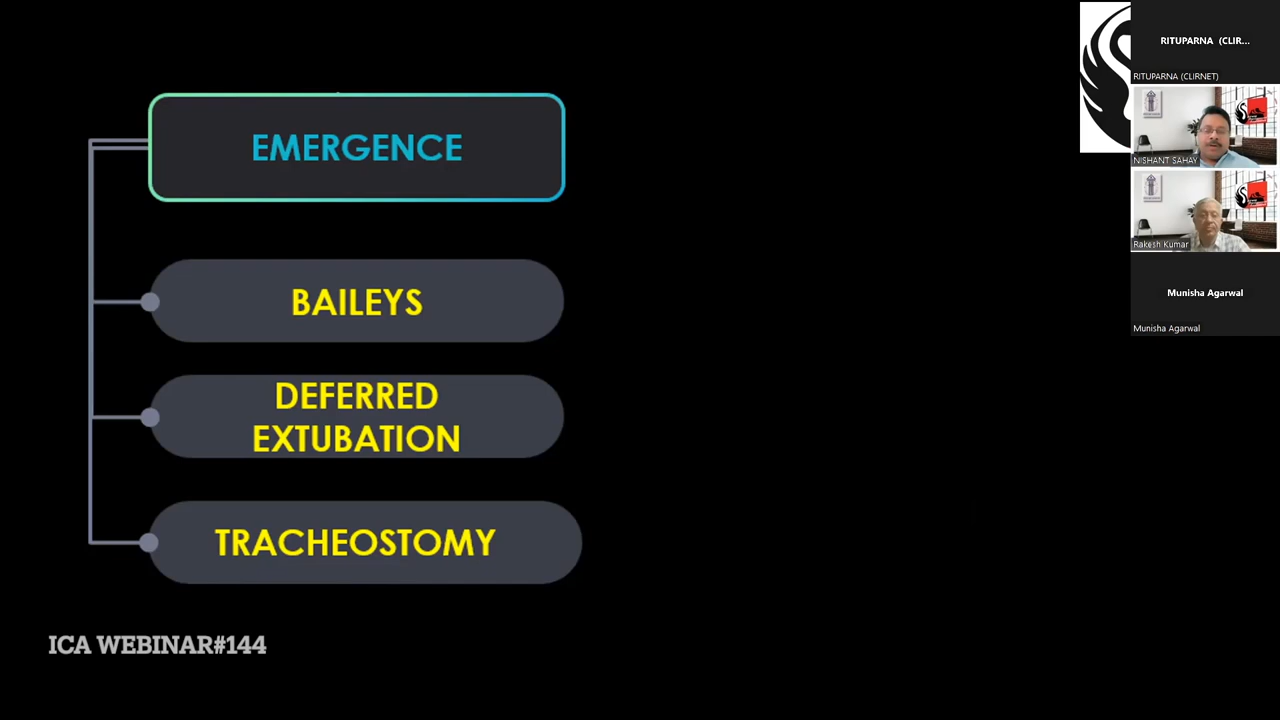 EMERGENCE
BAILEYS
DEFERRED
EXTUBATION
TRACHEOSTOMY
ICA WEBINAR#144
RITUPARNA (CLIR...
RITUPARNA (CLIRNET)
NISHANT SAHAY
Rakesh Kumar
Munisha Agarwal
Munisha Agarwal